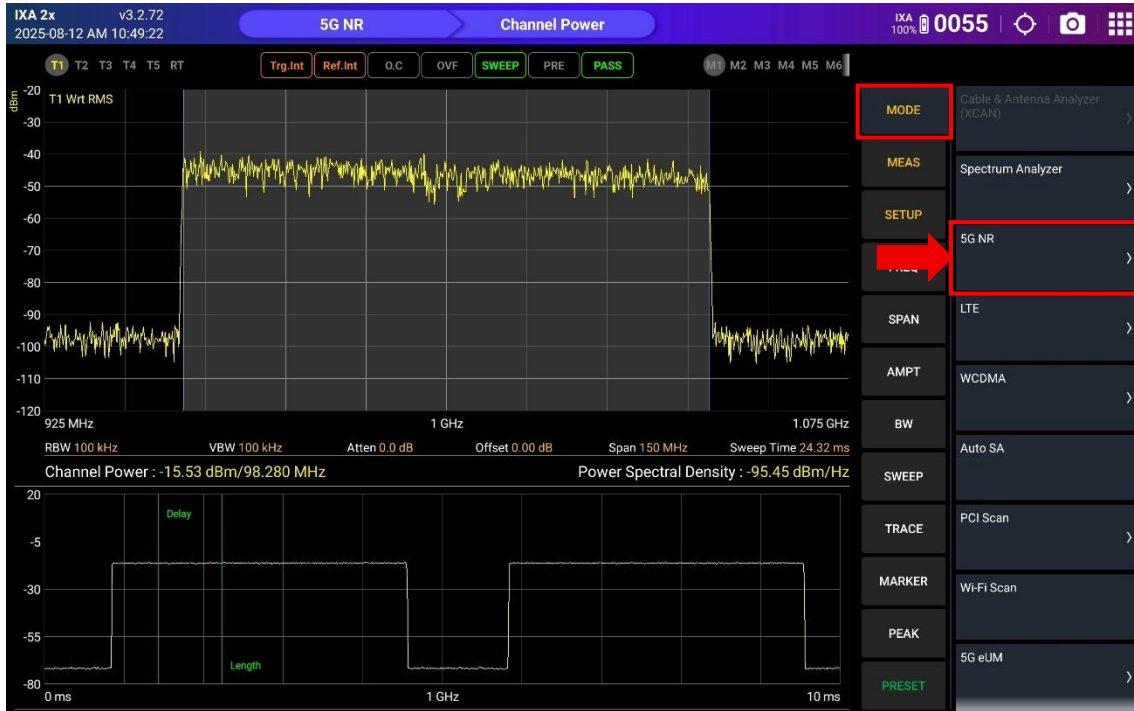 IXA 2x v3.2.72
2025-08-12 AM 10:49:22
5G NR
Channel Power
IXA
100%
0055
T1 T2 T3 T4 T5 RT
Trg.Int Ref.Int O.C OVF SWEEP PRE PASS
M1 M2 M3 M4 M5 M6
dBm
T1 Wrt RMS
-20
-30
-40
-50
-60
-70
-80
-90
-100
-110
-120
925 MHz 1 GHz 1.075 GHz
RBW 100 kHz VBW 100 kHz Atten 0.0 dB Offset 0.00 dB Span 150 MHz Sweep Time 24.32 ms
Channel Power : -15.53 dBm/98.280 MHz Power Spectral Density : -95.45 dBm/Hz
20
-5
-30
-55
-80
Delay
Length
0 ms 1 GHz 10 ms
MODE
MEAS
SETUP
SPAN
AMPT
BW
SWEEP
TRACE
MARKER
PEAK
PRESET
Cable & Antenna Analyzer
(XCAN)
Spectrum Analyzer
5G NR
LTE
WCDMA
Auto SA
PCI Scan
Wi-Fi Scan
5G eUM